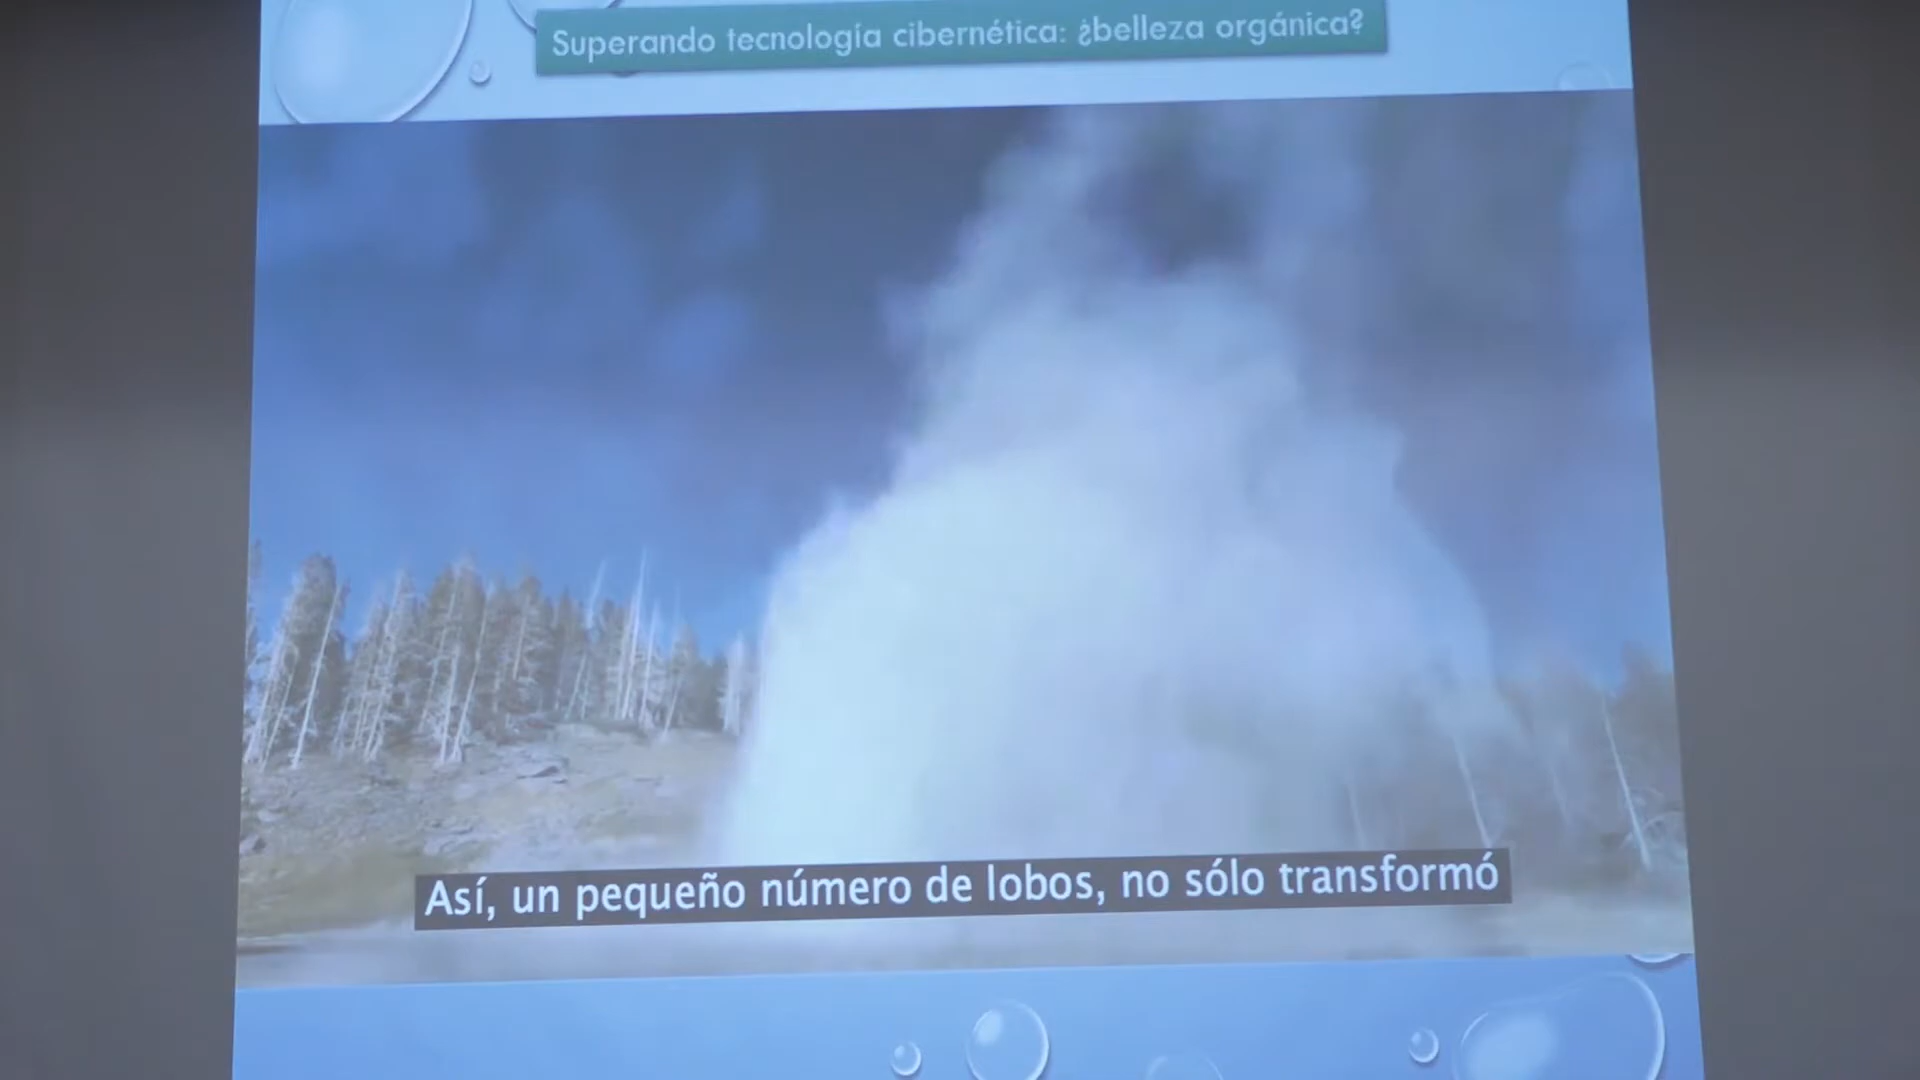 Superando tecnología cibernética: ¿belleza orgánica?
Así, un pequeño número de lobos, no sólo transformó